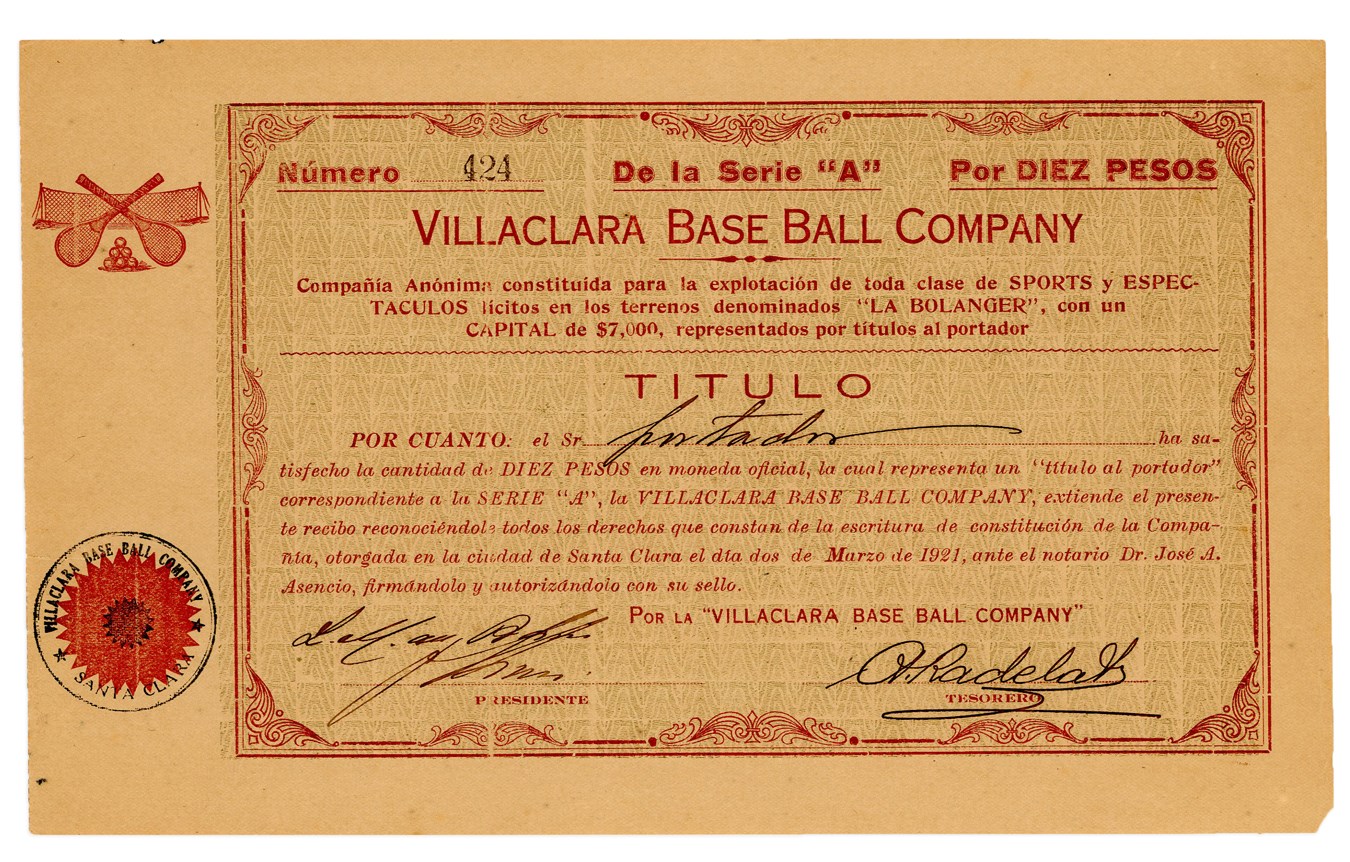 Número 424 De la Serie "A" Por DIEZ PESOS
VILLACLARA BASE BALL COMPANY
Compañía Anónima constituída para la explotación de toda clase de SPORTS y ESPEC-
TACULOS lícitos en los terrenos denominados "LA BOLANGER", con un
CAPITAL de $7,000, representados por títulos al portador
TITULO
POR CUANTO: el Sr. portador ha sa-
tisfecho la cantidad de DIEZ PESOS en moneda oficial, la cual representa un "título al portador"
correspondiente a la SERIE "A", la VILLACLARA BASE BALL COMPANY, extiende el presen-
te recibo reconociéndole todos los derechos que constan de la escritura de constitución de la Compa-
ñía, otorgada en la ciudad de Santa Clara el día dos de Marzo de 1921, ante el notario Dr. José A.
Asencio, firmándolo y autorizándolo con su sello.
POR LA "VILLACLARA BASE BALL COMPANY"
A. Radelat
PRESIDENTE TESORERO
VILLACLARA BASE BALL COMPANY
SANTA CLARA